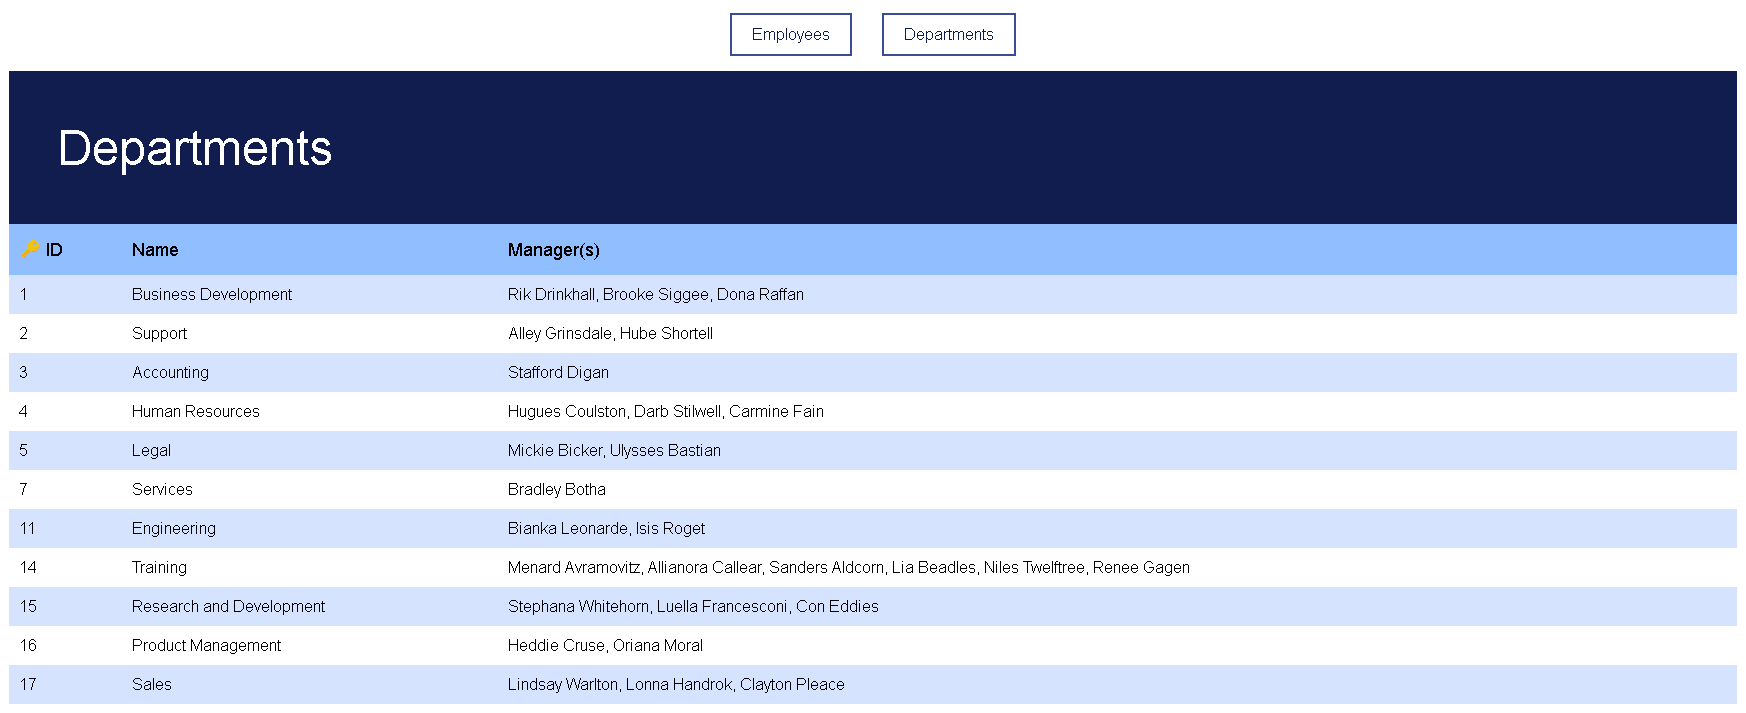 Employees Departments
Departments
ID Name Manager(s)
1 Business Development Rik Drinkhall, Brooke Siggee, Dona Raffan
2 Support Alley Grinsdale, Hube Shortell
3 Accounting Stafford Digan
4 Human Resources Hugues Coulston, Darb Stilwell, Carmine Fain
5 Legal Mickie Bicker, Ulysses Bastian
7 Services Bradley Botha
11 Engineering Bianka Leonarde, Isis Roget
14 Training Menard Avramovitz, Allianora Callear, Sanders Aldcorn, Lia Beadles, Niles Twelftree, Renee Gagen
15 Research and Development Stephana Whitehorn, Luella Francesconi, Con Eddies
16 Product Management Heddie Cruse, Oriana Moral
17 Sales Lindsay Warlton, Lonna Handrok, Clayton Pleace